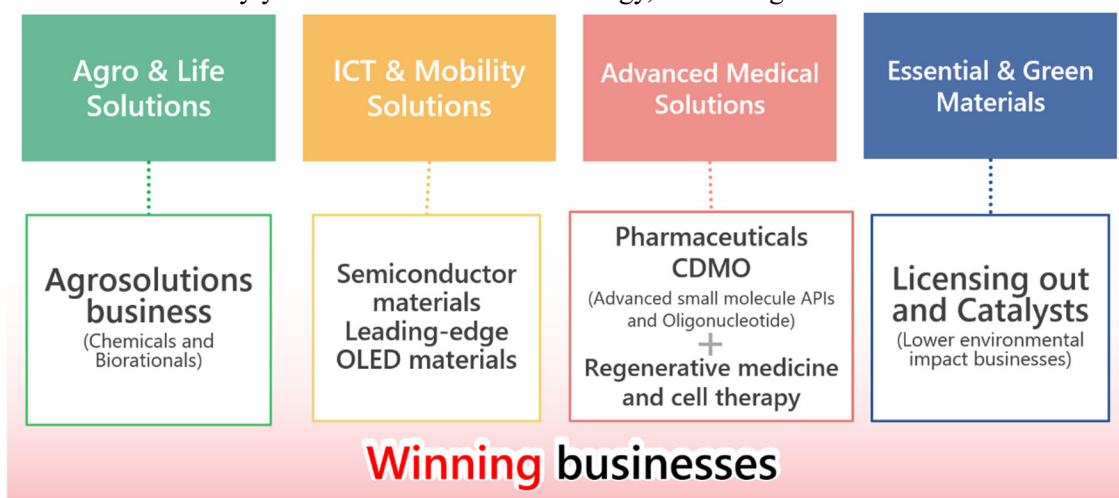 Agro & Life
Solutions
ICT & Mobility
Solutions
Advanced Medical
Solutions
Essential & Green
Materials
Agrosolutions
business
(Chemicals and
Biorationals)
Semiconductor
materials
Leading-edge
OLED materials
Pharmaceuticals
CDMO
(Advanced small molecule APIs
and Oligonucleotide)
+
Regenerative medicine
and cell therapy
Licensing out
and Catalysts
(Lower environmental
impact businesses)
Winning businesses